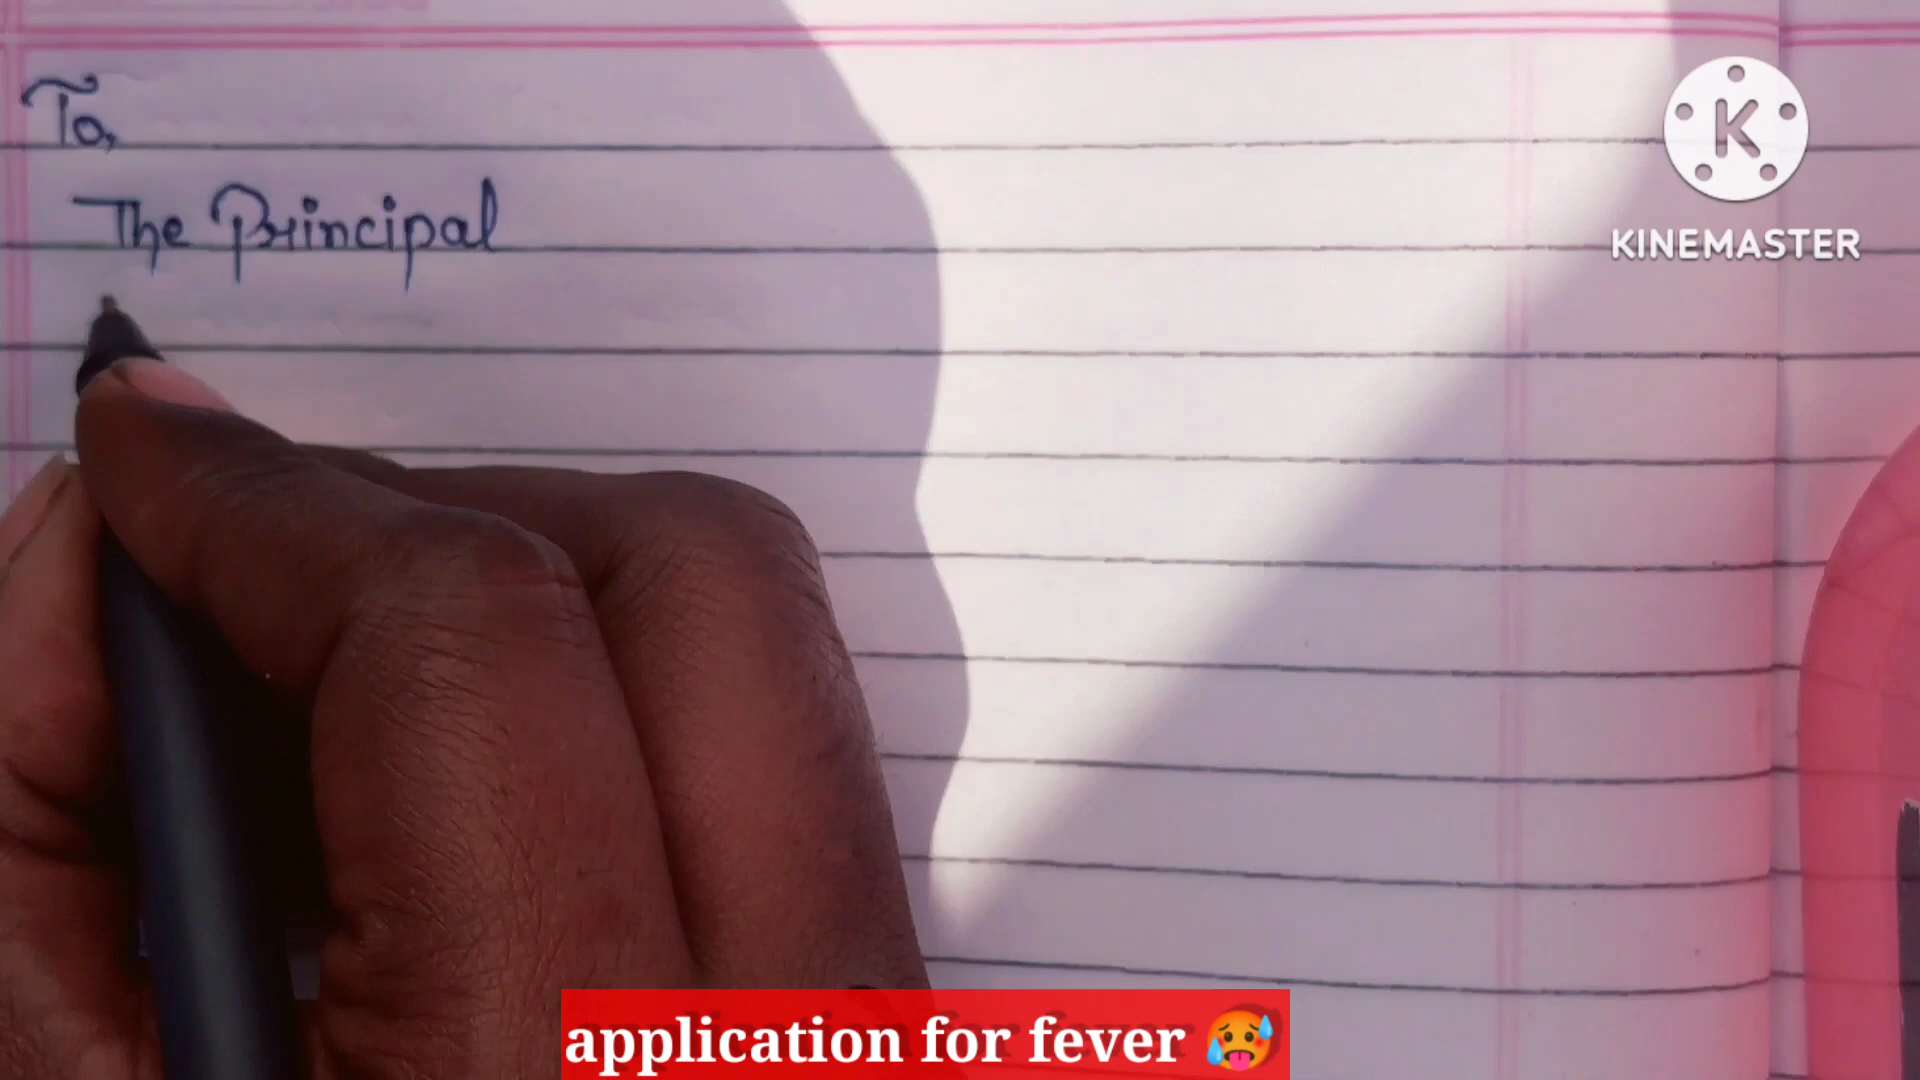 To,
The Principal
K
KINEMASTER
application for fever 🥵